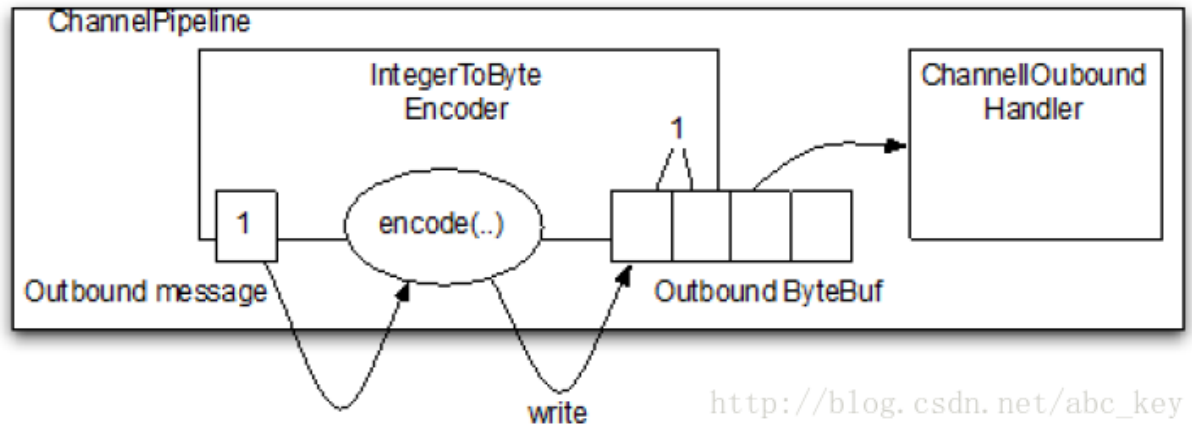 ChannelPipeline
IntegerToByte
Encoder
ChannellOubound
Handler
1
1
encode(..)
Outbound message
Outbound ByteBuf
write
http://blog.csdn.net/abc_key